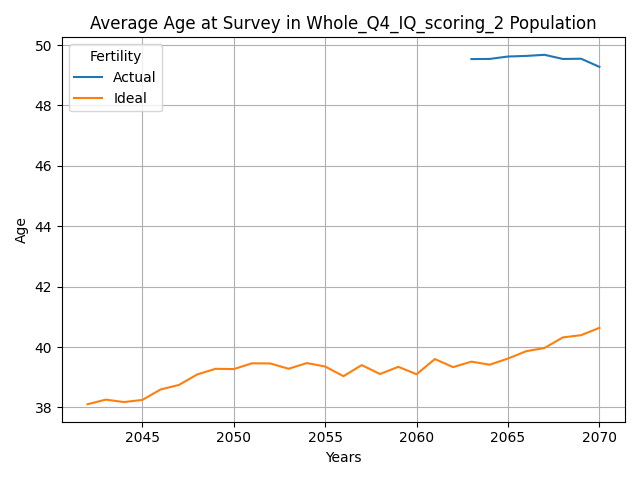 Average Age at Survey in Whole_Q4_IQ_scoring_2 Population
Fertility
Actual
Ideal
Age
50
48
46
44
42
40
38
2045 2050 2055 2060 2065 2070
Years